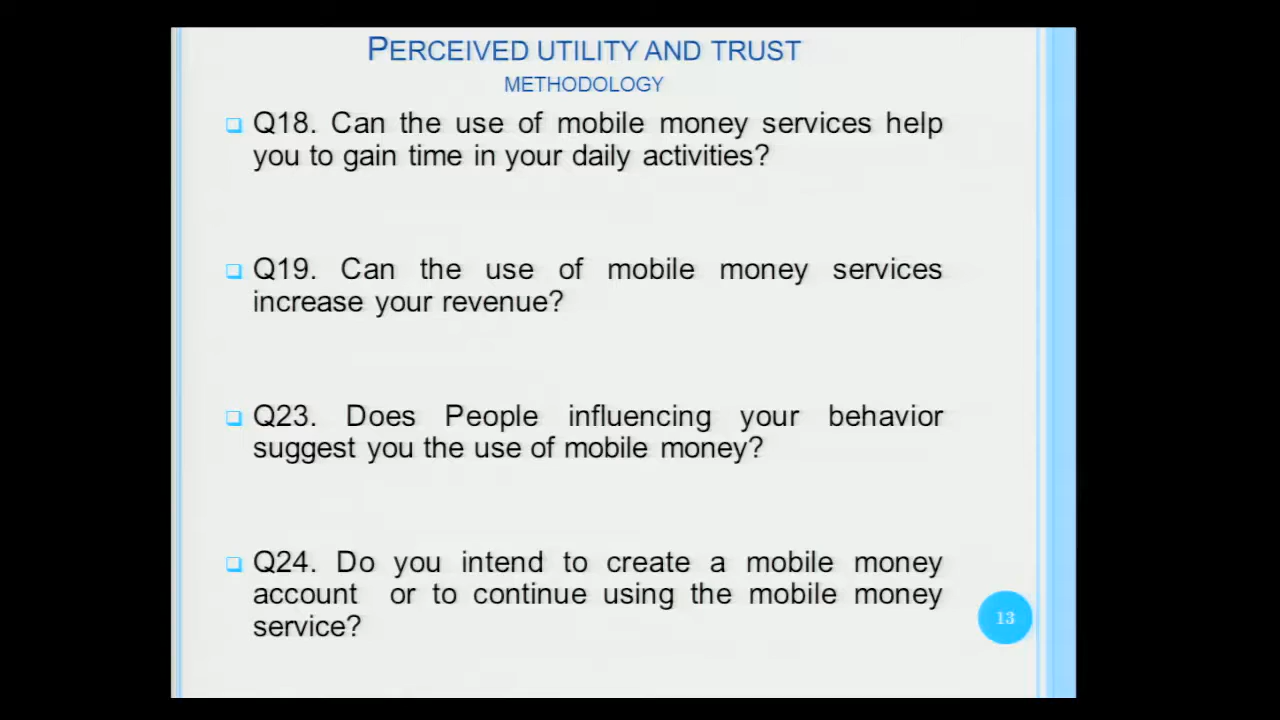 PERCEIVED UTILITY AND TRUST
METHODOLOGY
Q18. Can the use of mobile money services help
you to gain time in your daily activities?
Q19. Can the use of mobile money services
increase your revenue?
Q23. Does People influencing your behavior
suggest you the use of mobile money?
Q24. Do you intend to create a mobile money
account or to continue using the mobile money
service?
13